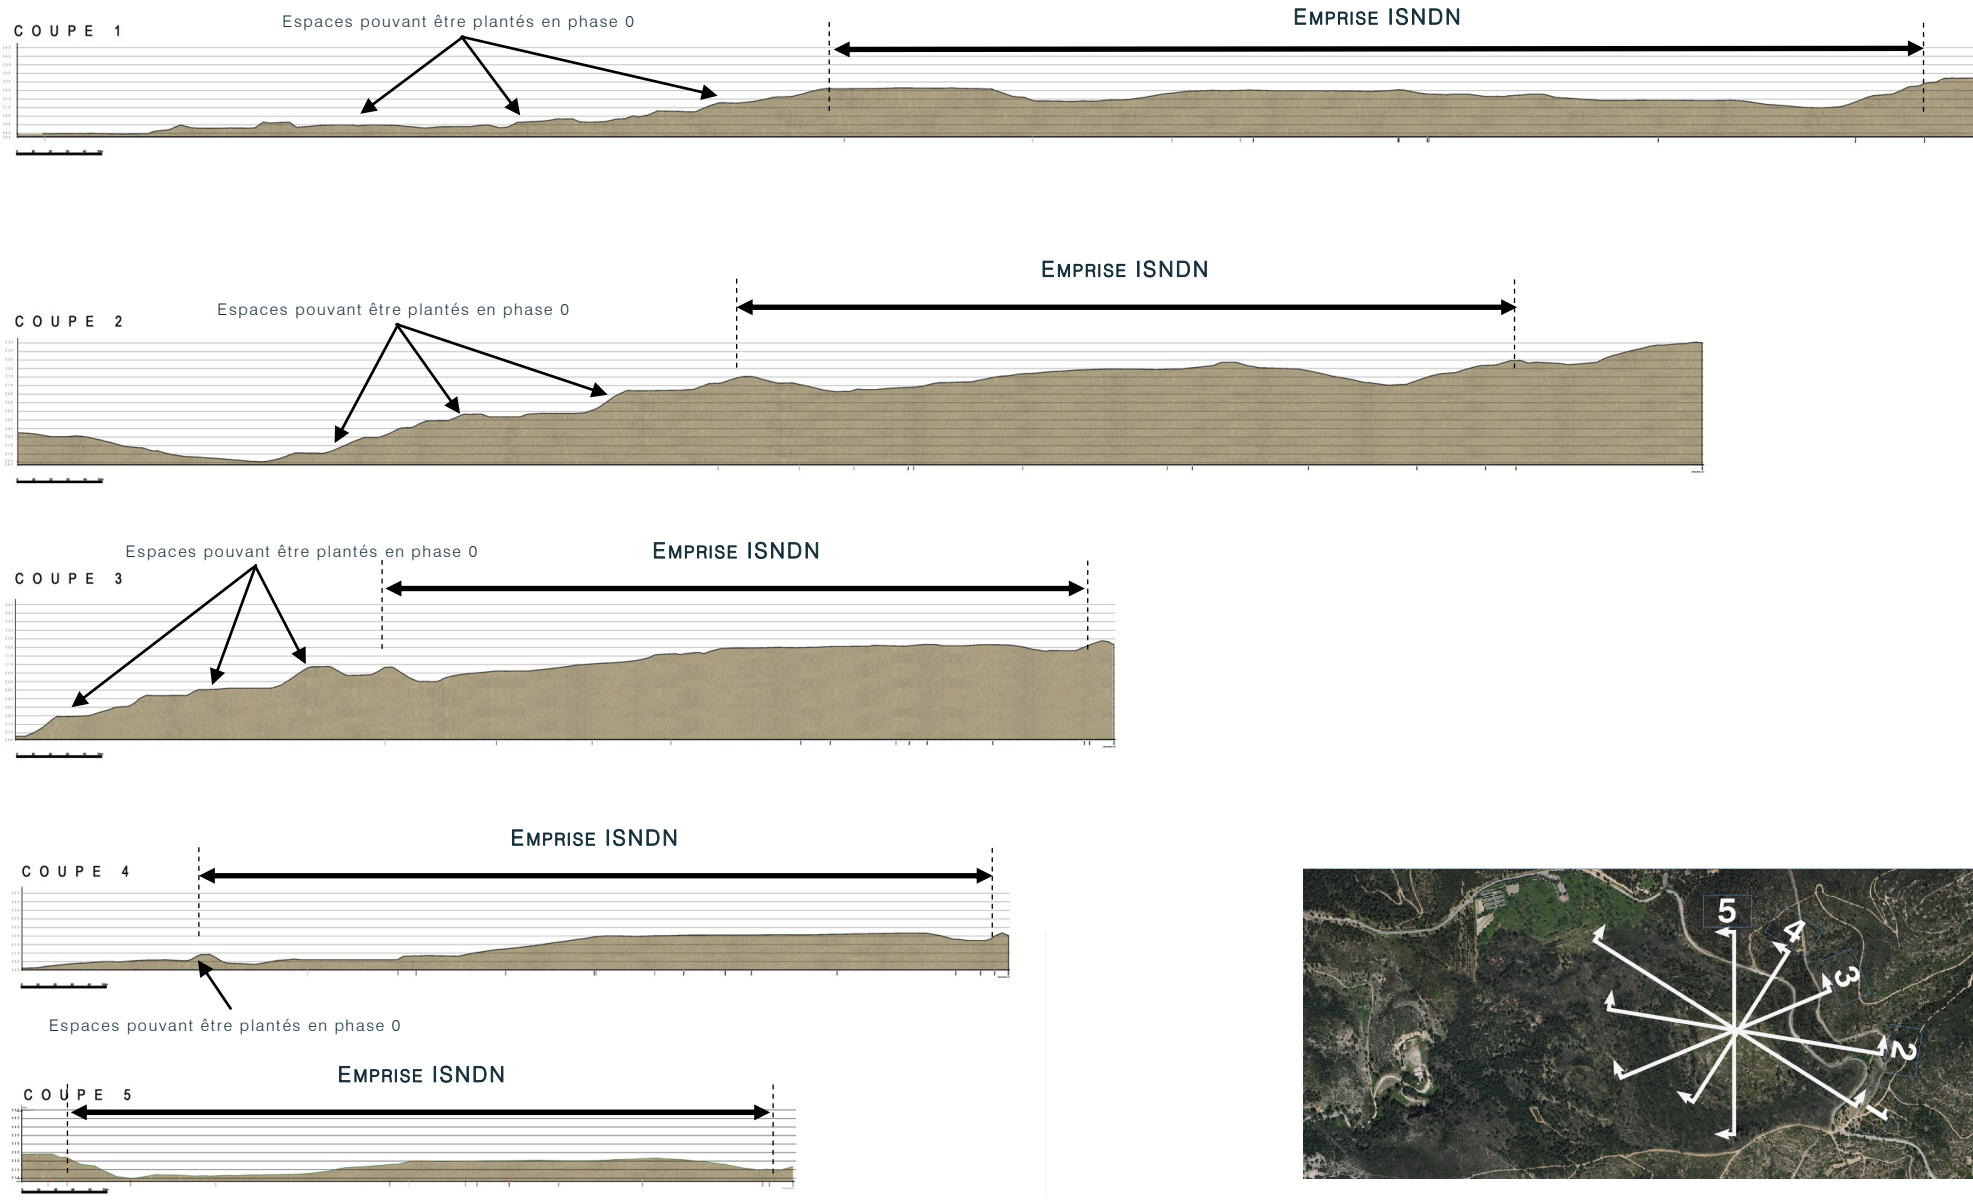 Espaces pouvant être plantés en phase 0
EMPRISE ISNDN
COUPE 1
EMPRISE ISNDN
Espaces pouvant être plantés en phase 0
COUPE 2
Espaces pouvant être plantés en phase 0
EMPRISE ISNDN
COUPE 3
EMPRISE ISNDN
COUPE 4
Espaces pouvant être plantés en phase 0
EMPRISE ISNDN
COUPE 5
5
4
3
2
1